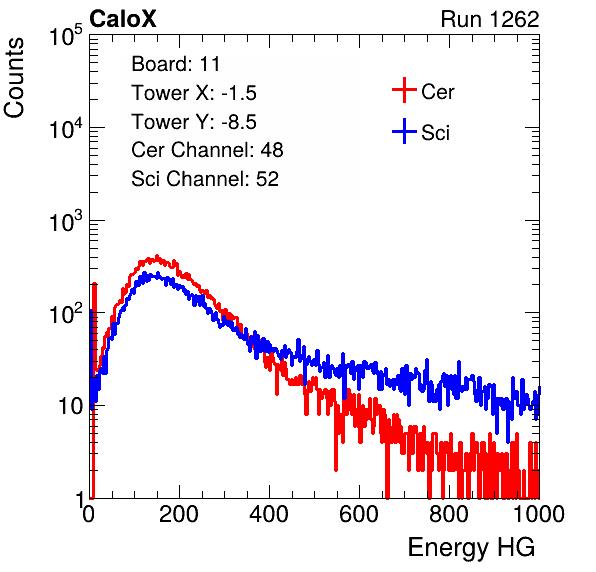 CaloX
Run 1262
Counts
10^5
10^4
10^3
10^2
10
1
Board: 11
Tower X: -1.5
Tower Y: -8.5
Cer Channel: 48
Sci Channel: 52
Cer
Sci
0 200 400 600 800 1000
Energy HG